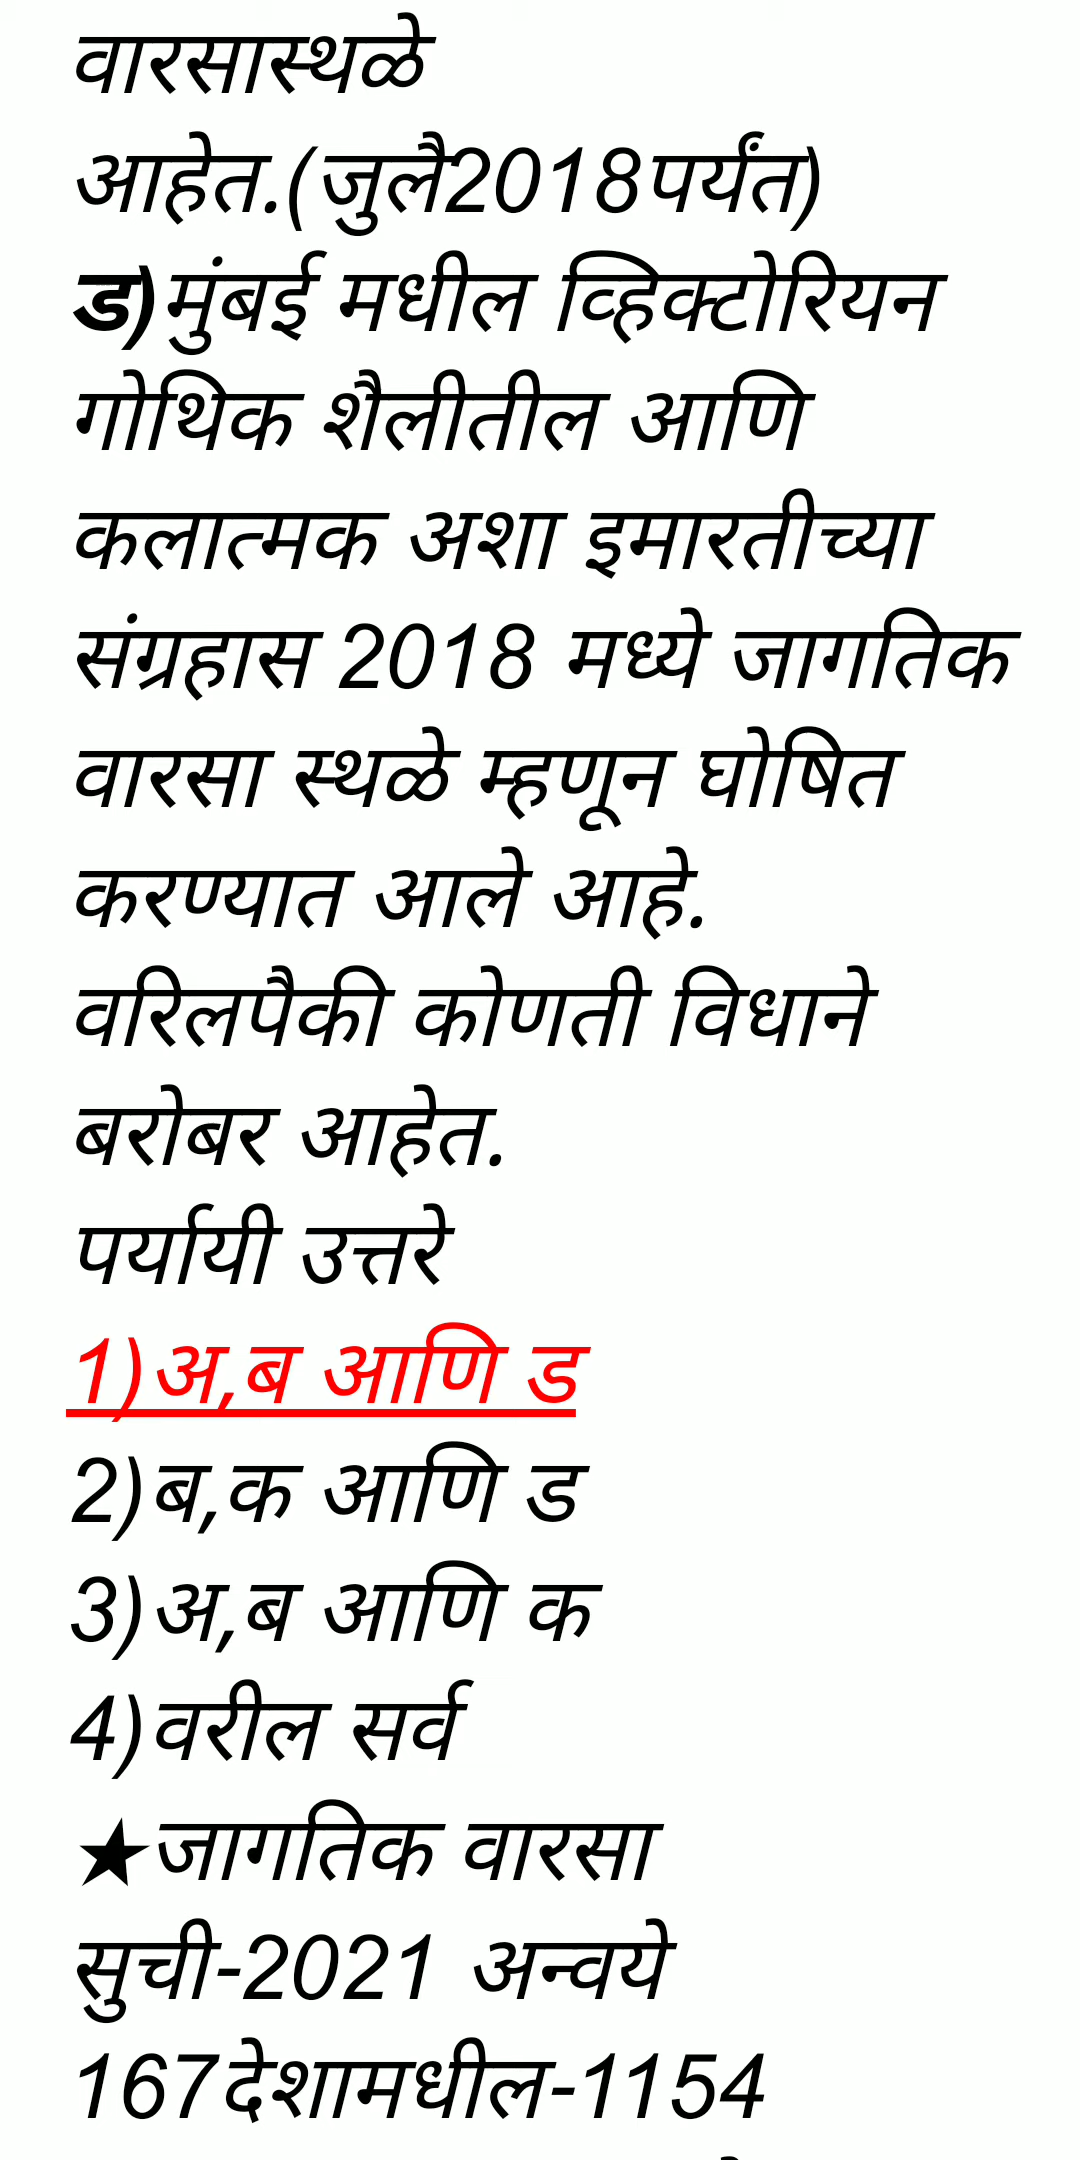 वारसास्थळे
आहेत.(जुलै2018पर्यंत)
ड)मुंबई मधील व्हिक्टोरियन
गोथिक शैलीतील आणि
कलात्मक अशा इमारतीच्या
संग्रहास 2018 मध्ये जागतिक
वारसा स्थळे म्हणून घोषित
करण्यात आले आहे.
वरिलपैकी कोणती विधाने
बरोबर आहेत.
पर्यायी उत्तरे
1)अ,ब आणि ड
2)ब,क आणि ड
3)अ,ब आणि क
4)वरील सर्व
★जागतिक वारसा
सुची-2021 अन्वये
167देशामधील-1154